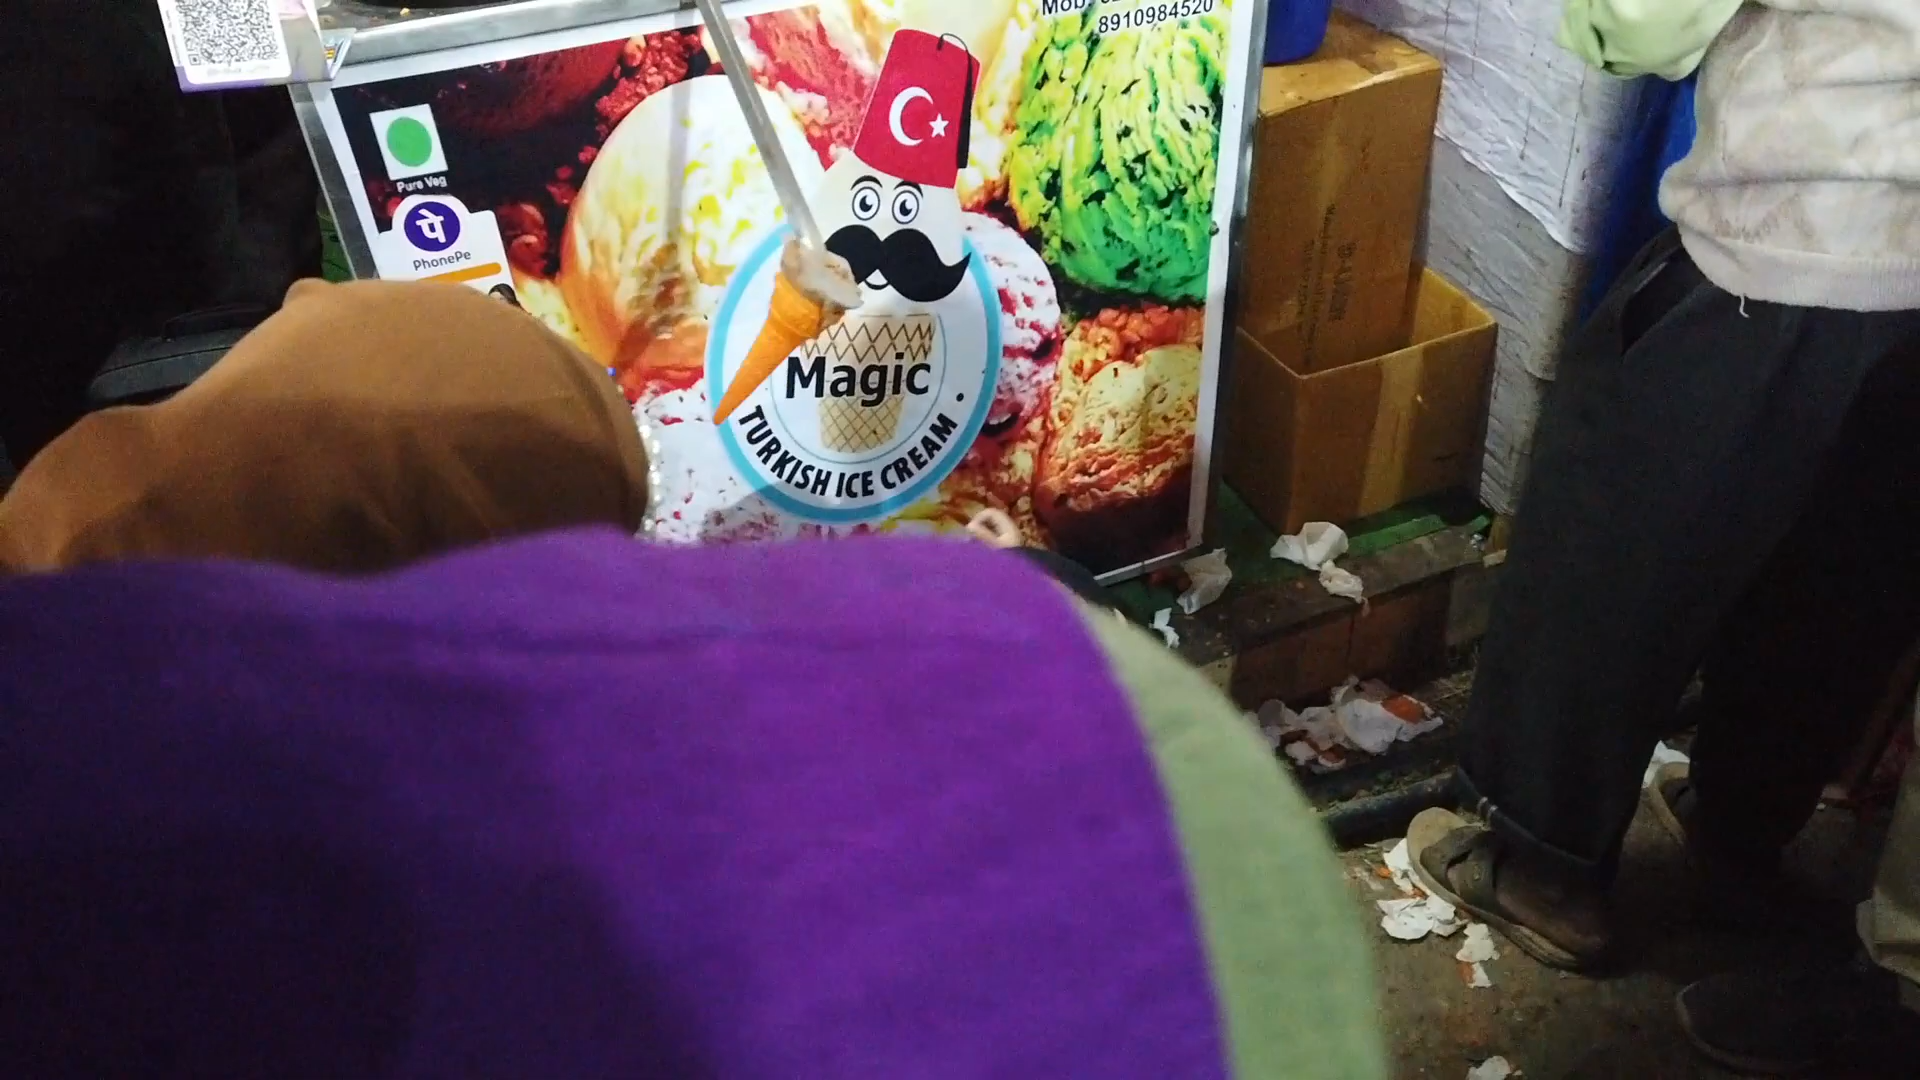 Mob.
8910984520
Pure Veg
पे
PhonePe
Magic
TURKISH ICE CREAM